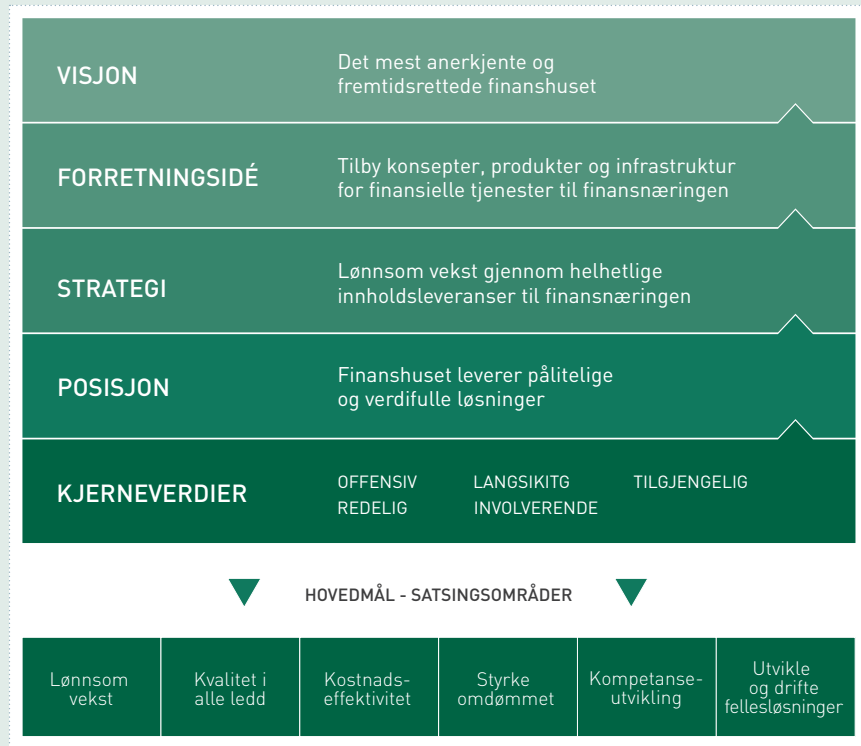 VISJON
Det mest anerkjente og
fremtidsrettede finanshuset
FORRETNINGSIDÉ
Tilby konsepter, produkter og infrastruktur
for finansielle tjenester til finansnæringen
STRATEGI
Lønnsom vekst gjennom helhetlige
innholdsleveranser til finansnæringen
POSISJON
Finanshuset leverer pålitelige
og verdifulle løsninger
KJERNEVERDIER
OFFENSIV LANGSIKITG TILGJENGELIG
REDELIG INVOLVERENDE
HOVEDMÅL - SATSINGSOMRÅDER
Lønnsom
vekst
Kvalitet i
alle ledd
Kostnads-
effektivitet
Styrke
omdømmet
Kompetanse-
utvikling
Utvikle
og drifte
fellesløsninger